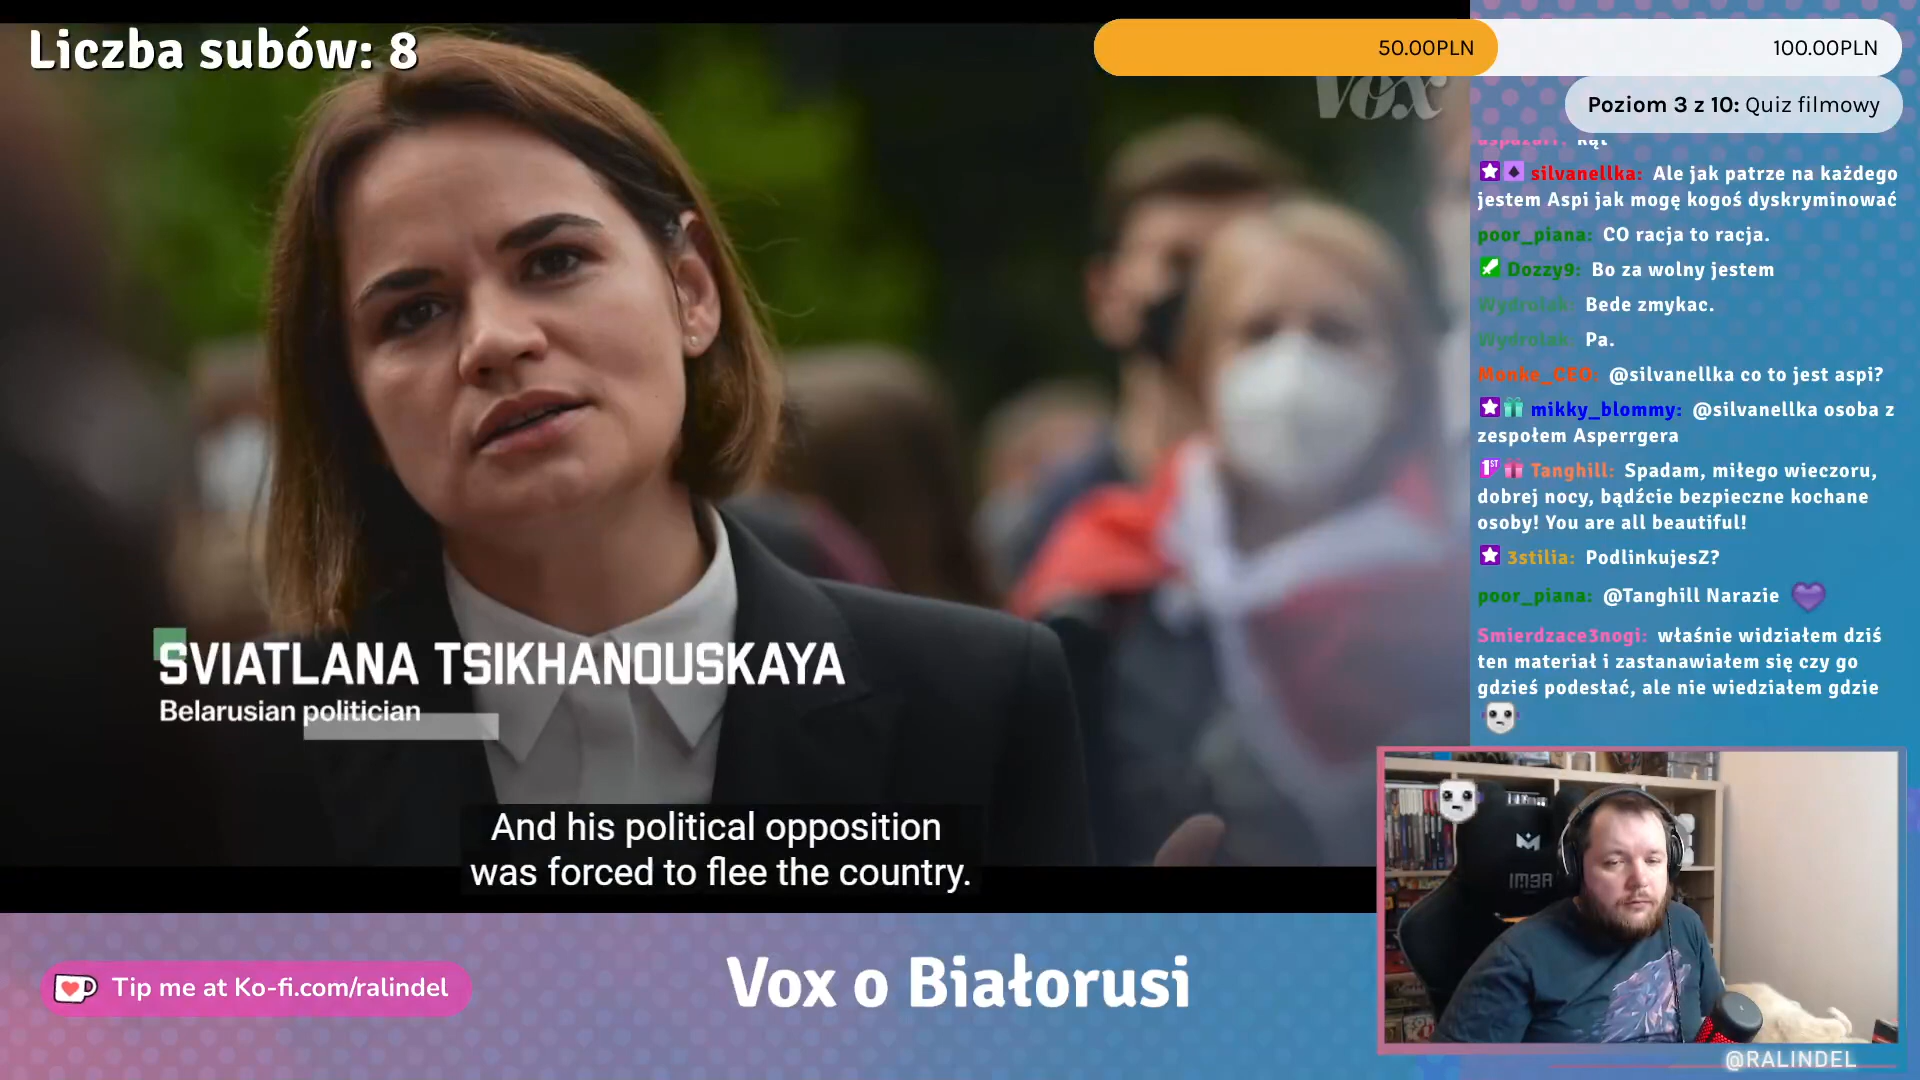 Liczba subów: 8
50.00PLN
100.00PLN
Vox
Poziom 3 z 10: Quiz filmowy
silvanellka: Ale jak patrze na każdego
jestem Aspi jak mogę kogoś dyskryminować
poor_piana: CO racja to racja.
Dozzy9: Bo za wolny jestem
Wydrolak: Bede zmykac.
Wydrolak: Pa.
Monke_CEO: @silvanellka co to jest aspi?
mikky_blommy: @silvanellka osoba z
zespołem Asperrgera
1ST Tanghill: Spadam, miłego wieczoru,
dobrej nocy, bądźcie bezpieczne kochane
osoby! You are all beautiful!
3stilia: PodlinkujesZ?
poor_piana: @Tanghill Narazie
Smierdzace3nogi: właśnie widziałem dziś
ten materiał i zastanawiałem się czy go
gdzieś podesłać, ale nie wiedziałem gdzie
SVIATLANA TSIKHANOUSKAYA
Belarusian politician
And his political opposition
was forced to flee the country.
Tip me at Ko-fi.com/ralindel
Vox o Białorusi
@RALINDEL